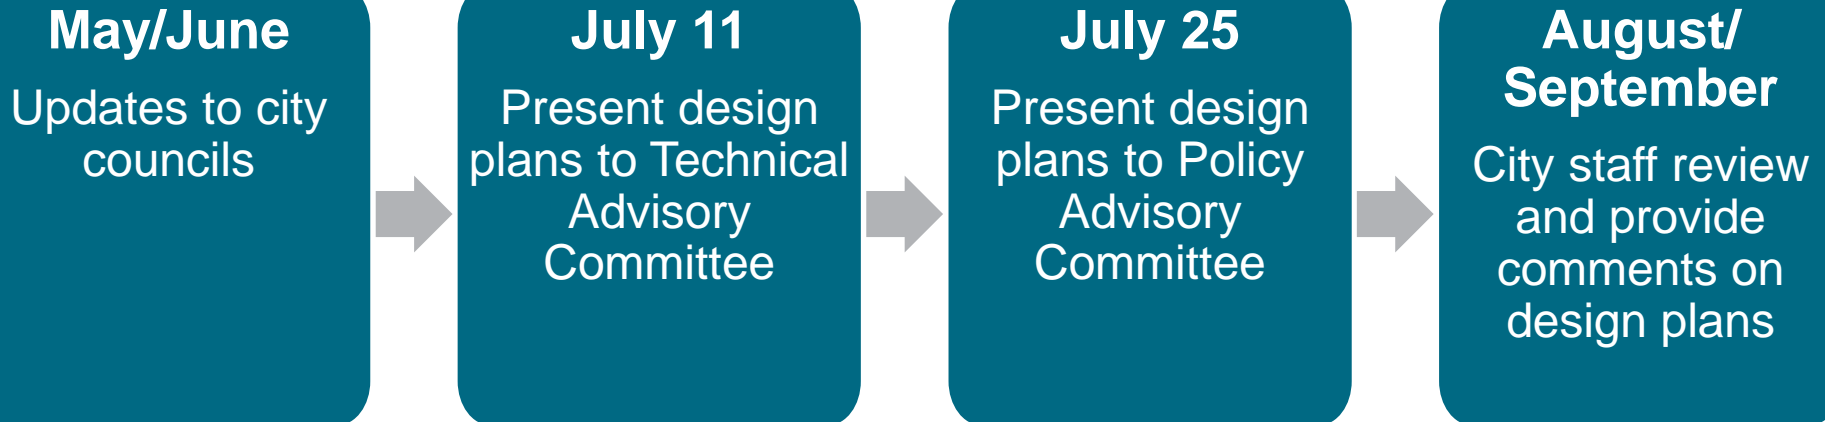 May/June
Updates to city
councils
July 11
Present design
plans to Technical
Advisory
Committee
July 25
Present design
plans to Policy
Advisory
Committee
August/
September
City staff review
and provide
comments on
design plans